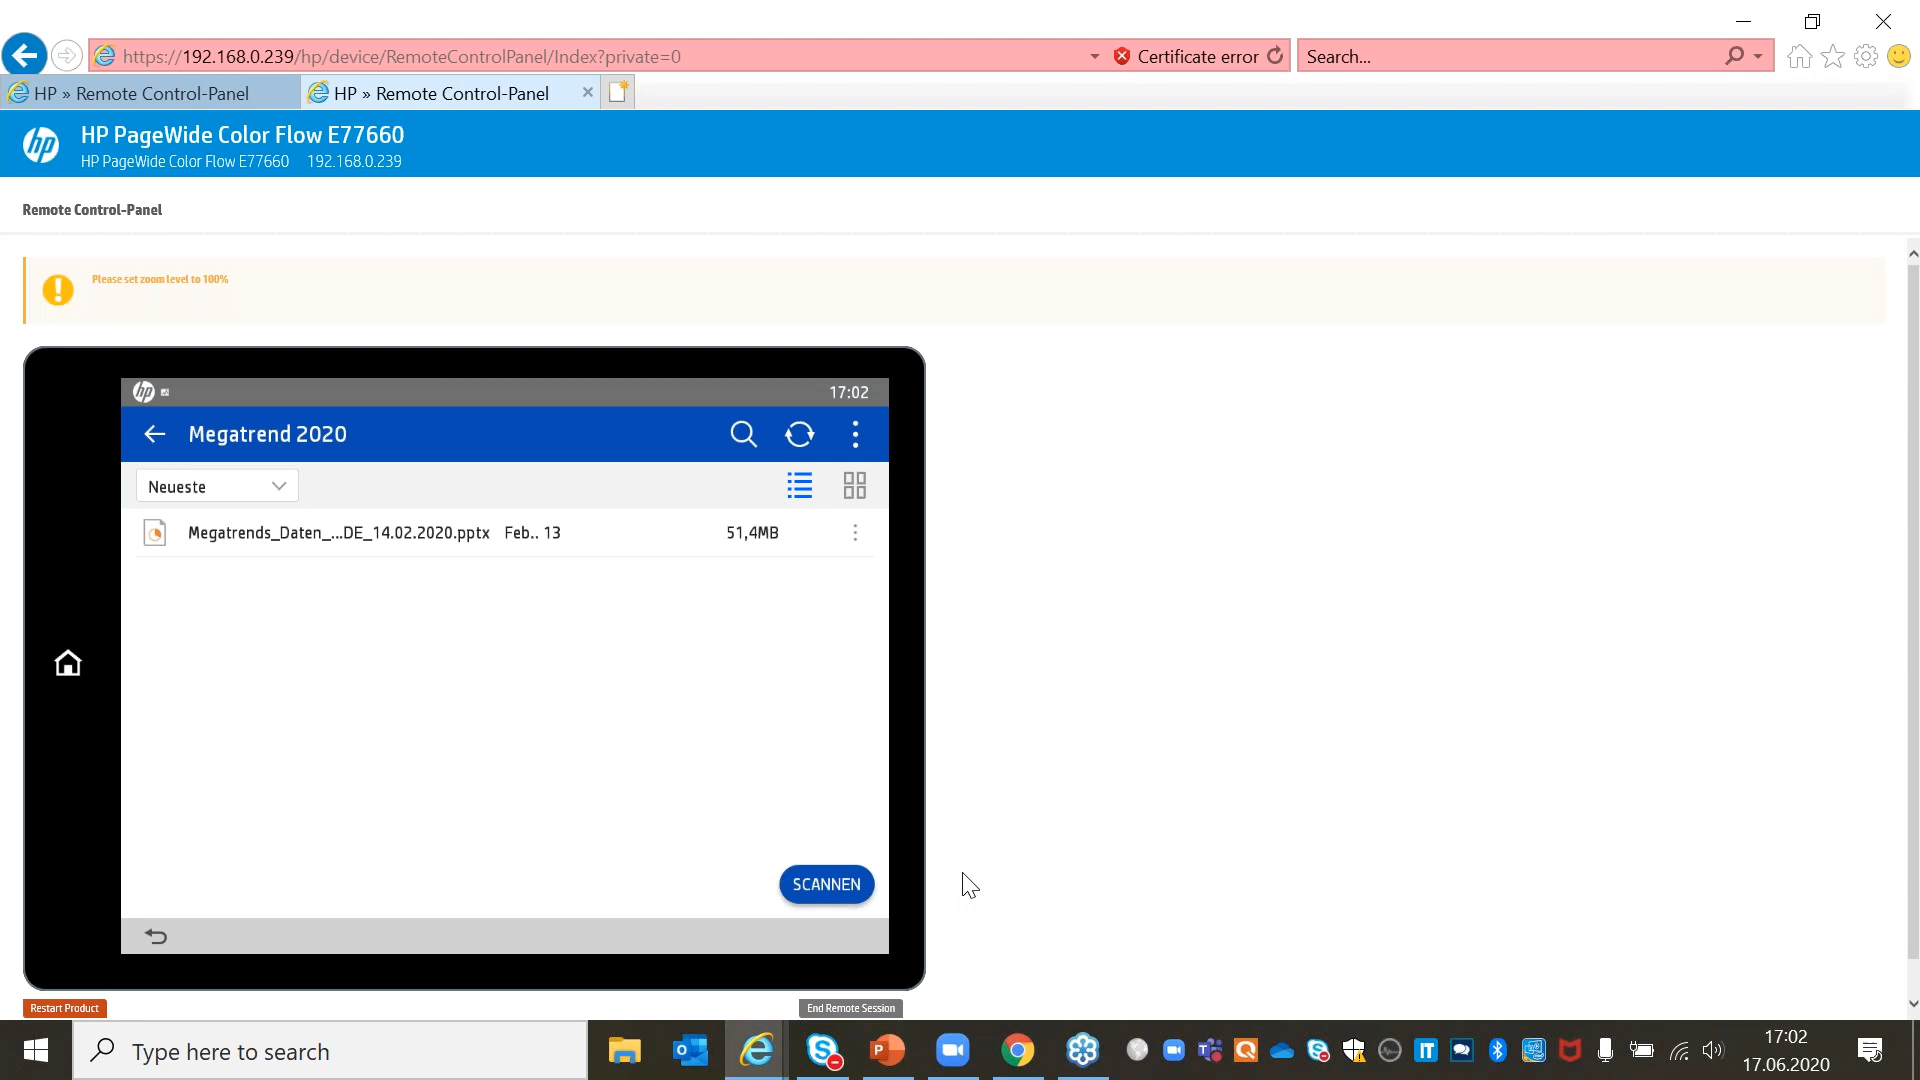 https://192.168.0.239/hp/device/RemoteControlPanel/Index?private=0
Certificate error
Search...
HP » Remote Control-Panel
HP » Remote Control-Panel
hp
HP PageWide Color Flow E77660
HP PageWide Color Flow E77660 192.168.0.239
Remote Control-Panel
Please set zoom level to 100%
hp
17:02
Megatrend 2020
Neueste
Megatrends_Daten_...DE_14.02.2020.pptx Feb.. 13 51,4MB
SCANNEN
Restart Product
End Remote Session
Type here to search
17:02
17.06.2020